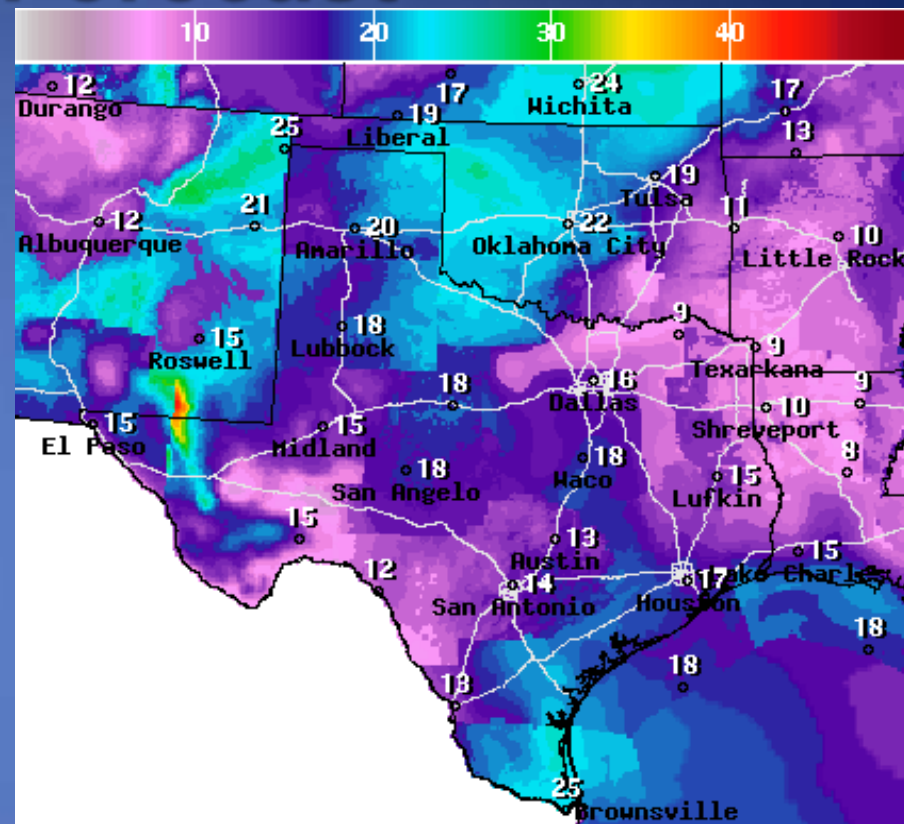 10 20 30 40
12
Durango
17
24
Wichita
19
Liberal
17
13
25
19
Tulsa
12
Albuquerque
21
20
Amarillo
22
Oklahoma City
11
10
Little Rock
15
Roswell
18
Lubbock
9
9
Texarkana
16
Dallas
18
10
Shreveport
9
15
El Paso
15
Midland
18
San Angelo
18
Waco
15
Lufkin
8
15
13
Austin
15
Lake Charles
12
14
San Antonio
17
Houston
18
18
13
25
Brownsville